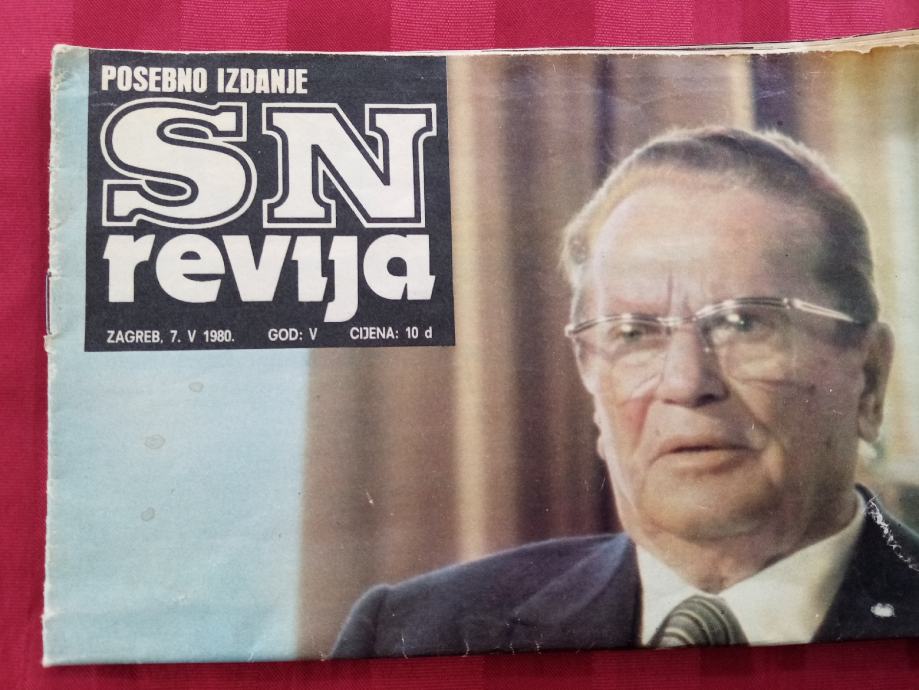 POSEBNO IZDANJE
SN
revija
ZAGREB, 7. V 1980. GOD: V CIJENA: 10 d